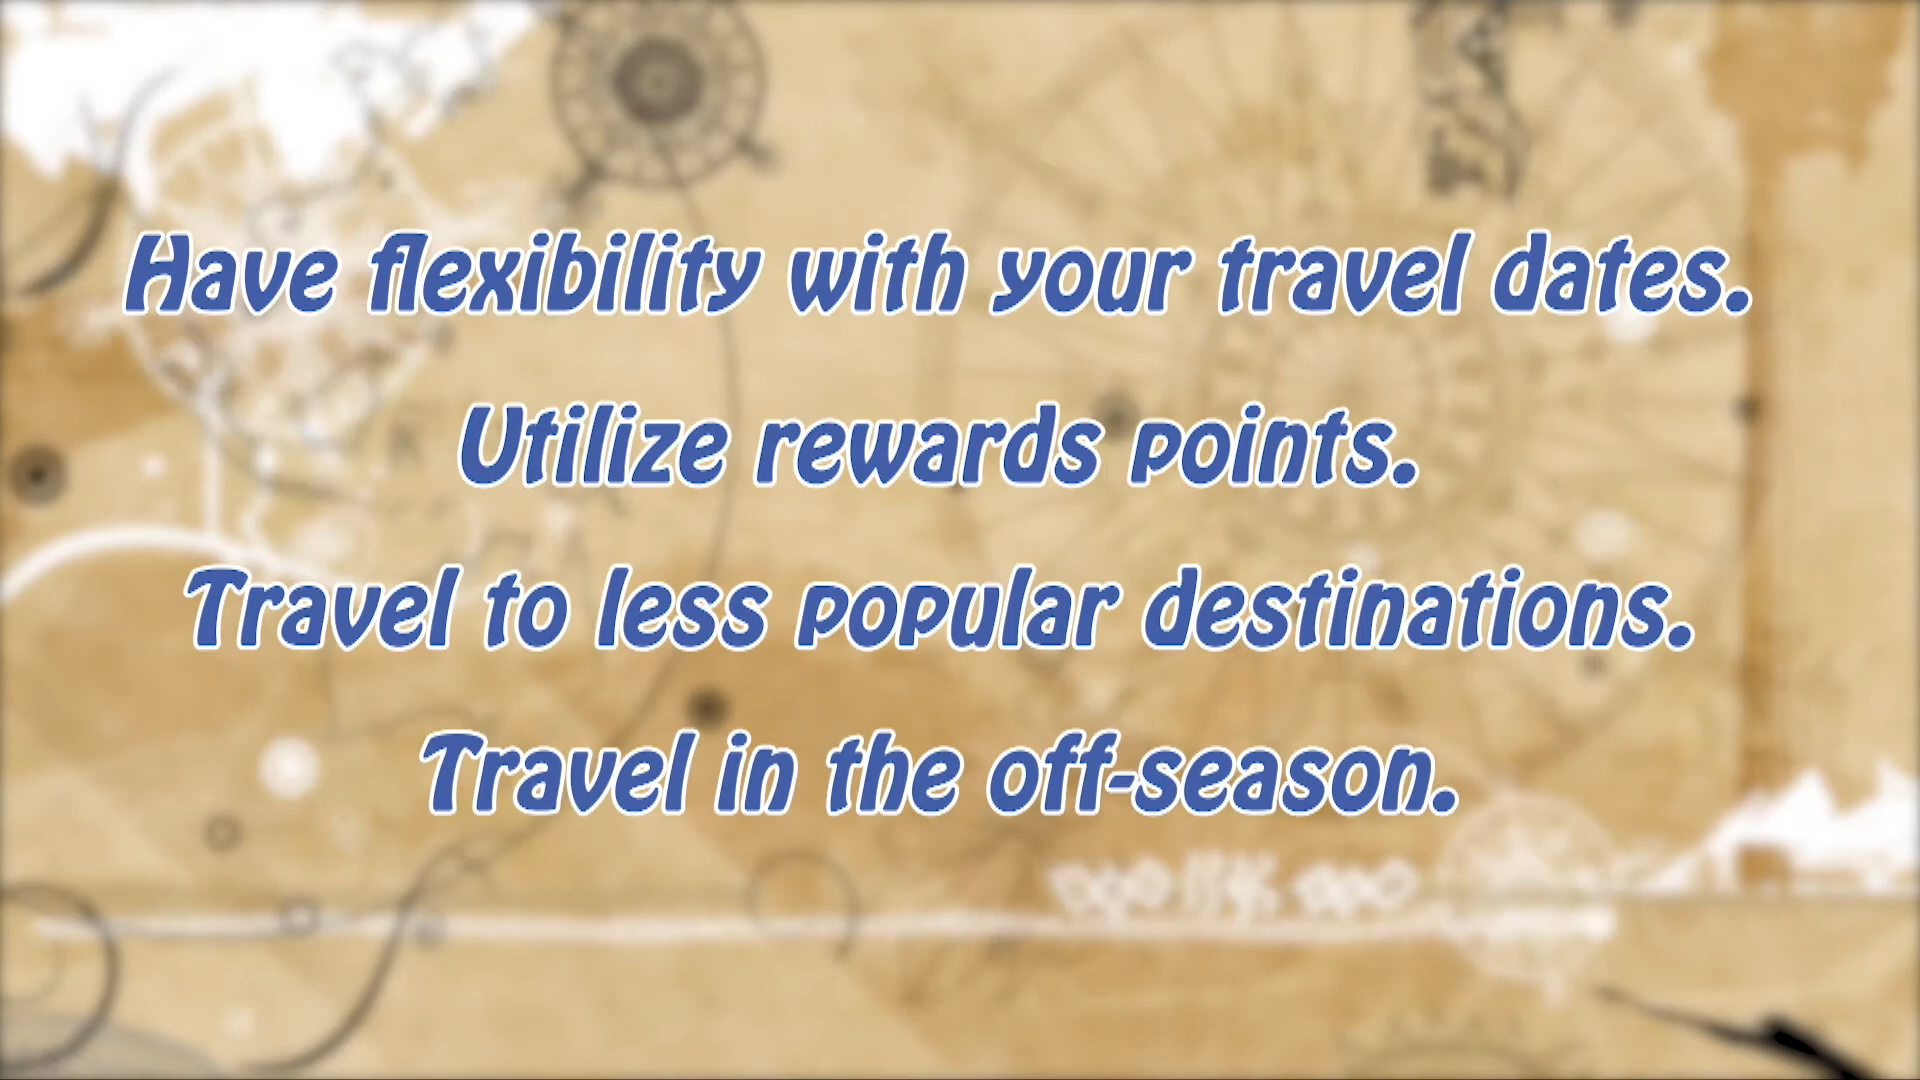 Have flexibility with your travel dates.
Utilize rewards points.
Travel to less popular destinations.
Travel in the off-season.